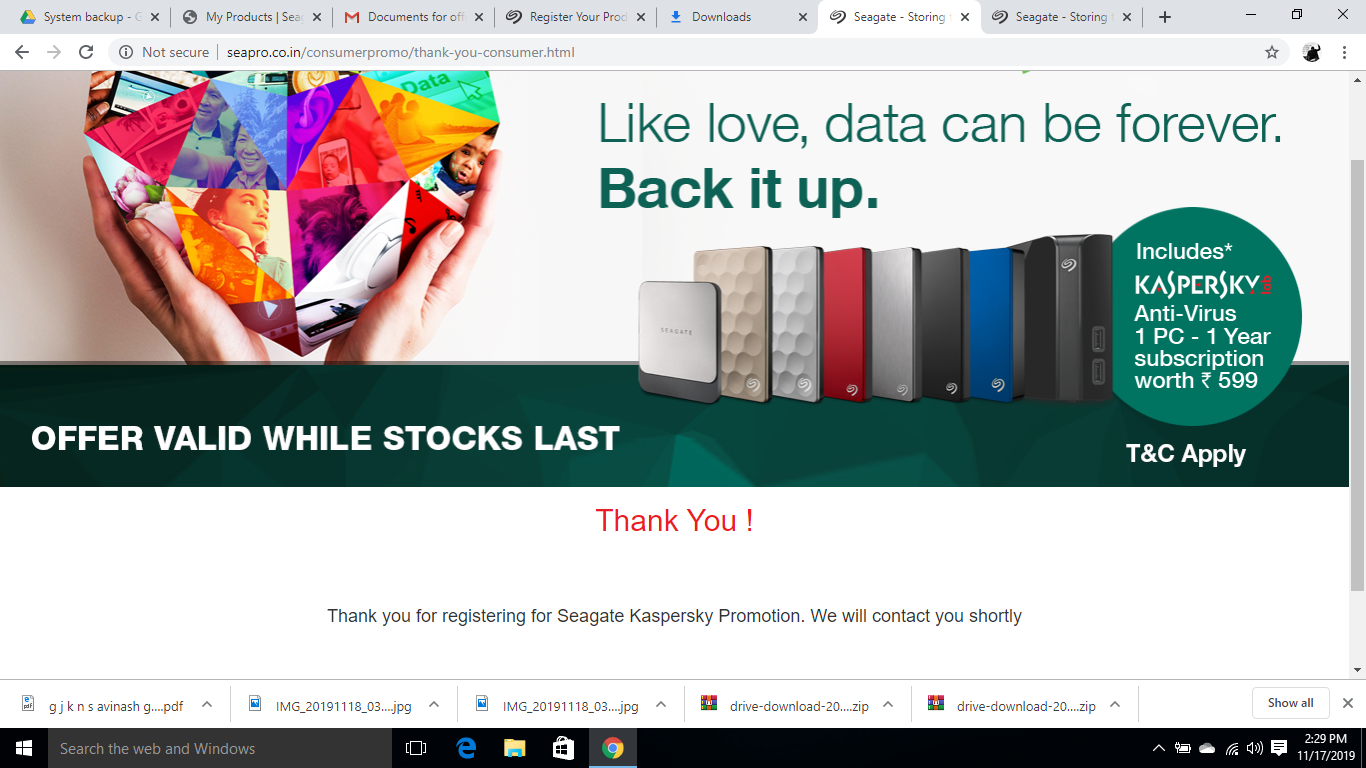 System backup - G
My Products | Seag
Documents for offi
Register Your Prod
Downloads
Seagate - Storing
Seagate - Storing
Not secure
seapro.co.in/consumerpromo/thank-you-consumer.html
Data
Like love, data can be forever.
Back it up.
SEAGATE
Includes*
KASPERSKY lab
Anti-Virus
1 PC - 1 Year
subscription
worth ₹ 599
OFFER VALID WHILE STOCKS LAST
T&C Apply
Thank You !
Thank you for registering for Seagate Kaspersky Promotion. We will contact you shortly
g j k n s avinash g....pdf
IMG_20191118_03....jpg
IMG_20191118_03....jpg
drive-download-20....zip
drive-download-20....zip
Show all
Search the web and Windows
2:29 PM
11/17/2019